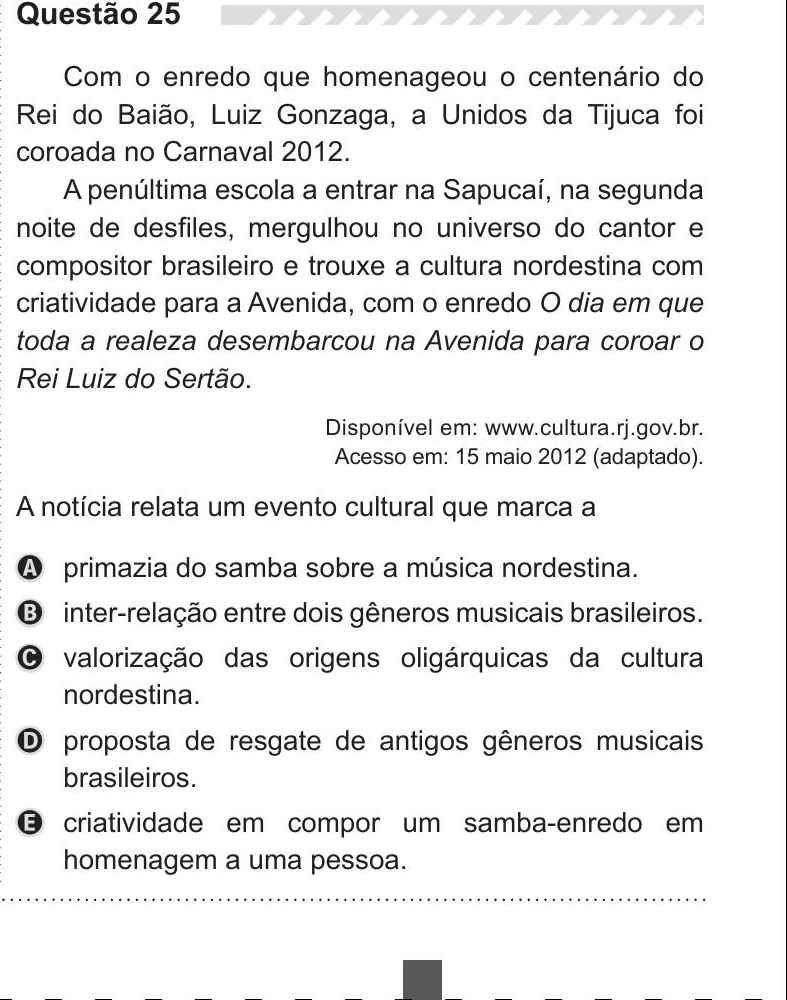 Questão 25
Com o enredo que homenageou o centenário do
Rei do Baião, Luiz Gonzaga, a Unidos da Tijuca foi
coroada no Carnaval 2012.
A penúltima escola a entrar na Sapucaí, na segunda
noite de desfiles, mergulhou no universo do cantor e
compositor brasileiro e trouxe a cultura nordestina com
criatividade para a Avenida, com o enredo O dia em que
toda a realeza desembarcou na Avenida para coroar o
Rei Luiz do Sertão.
Disponível em: www.cultura.rj.gov.br.
Acesso em: 15 maio 2012 (adaptado).
A notícia relata um evento cultural que marca a
A primazia do samba sobre a música nordestina.
B inter-relação entre dois gêneros musicais brasileiros.
C valorização das origens oligárquicas da cultura
nordestina.
D proposta de resgate de antigos gêneros musicais
brasileiros.
E criatividade em compor um samba-enredo em
homenagem a uma pessoa.